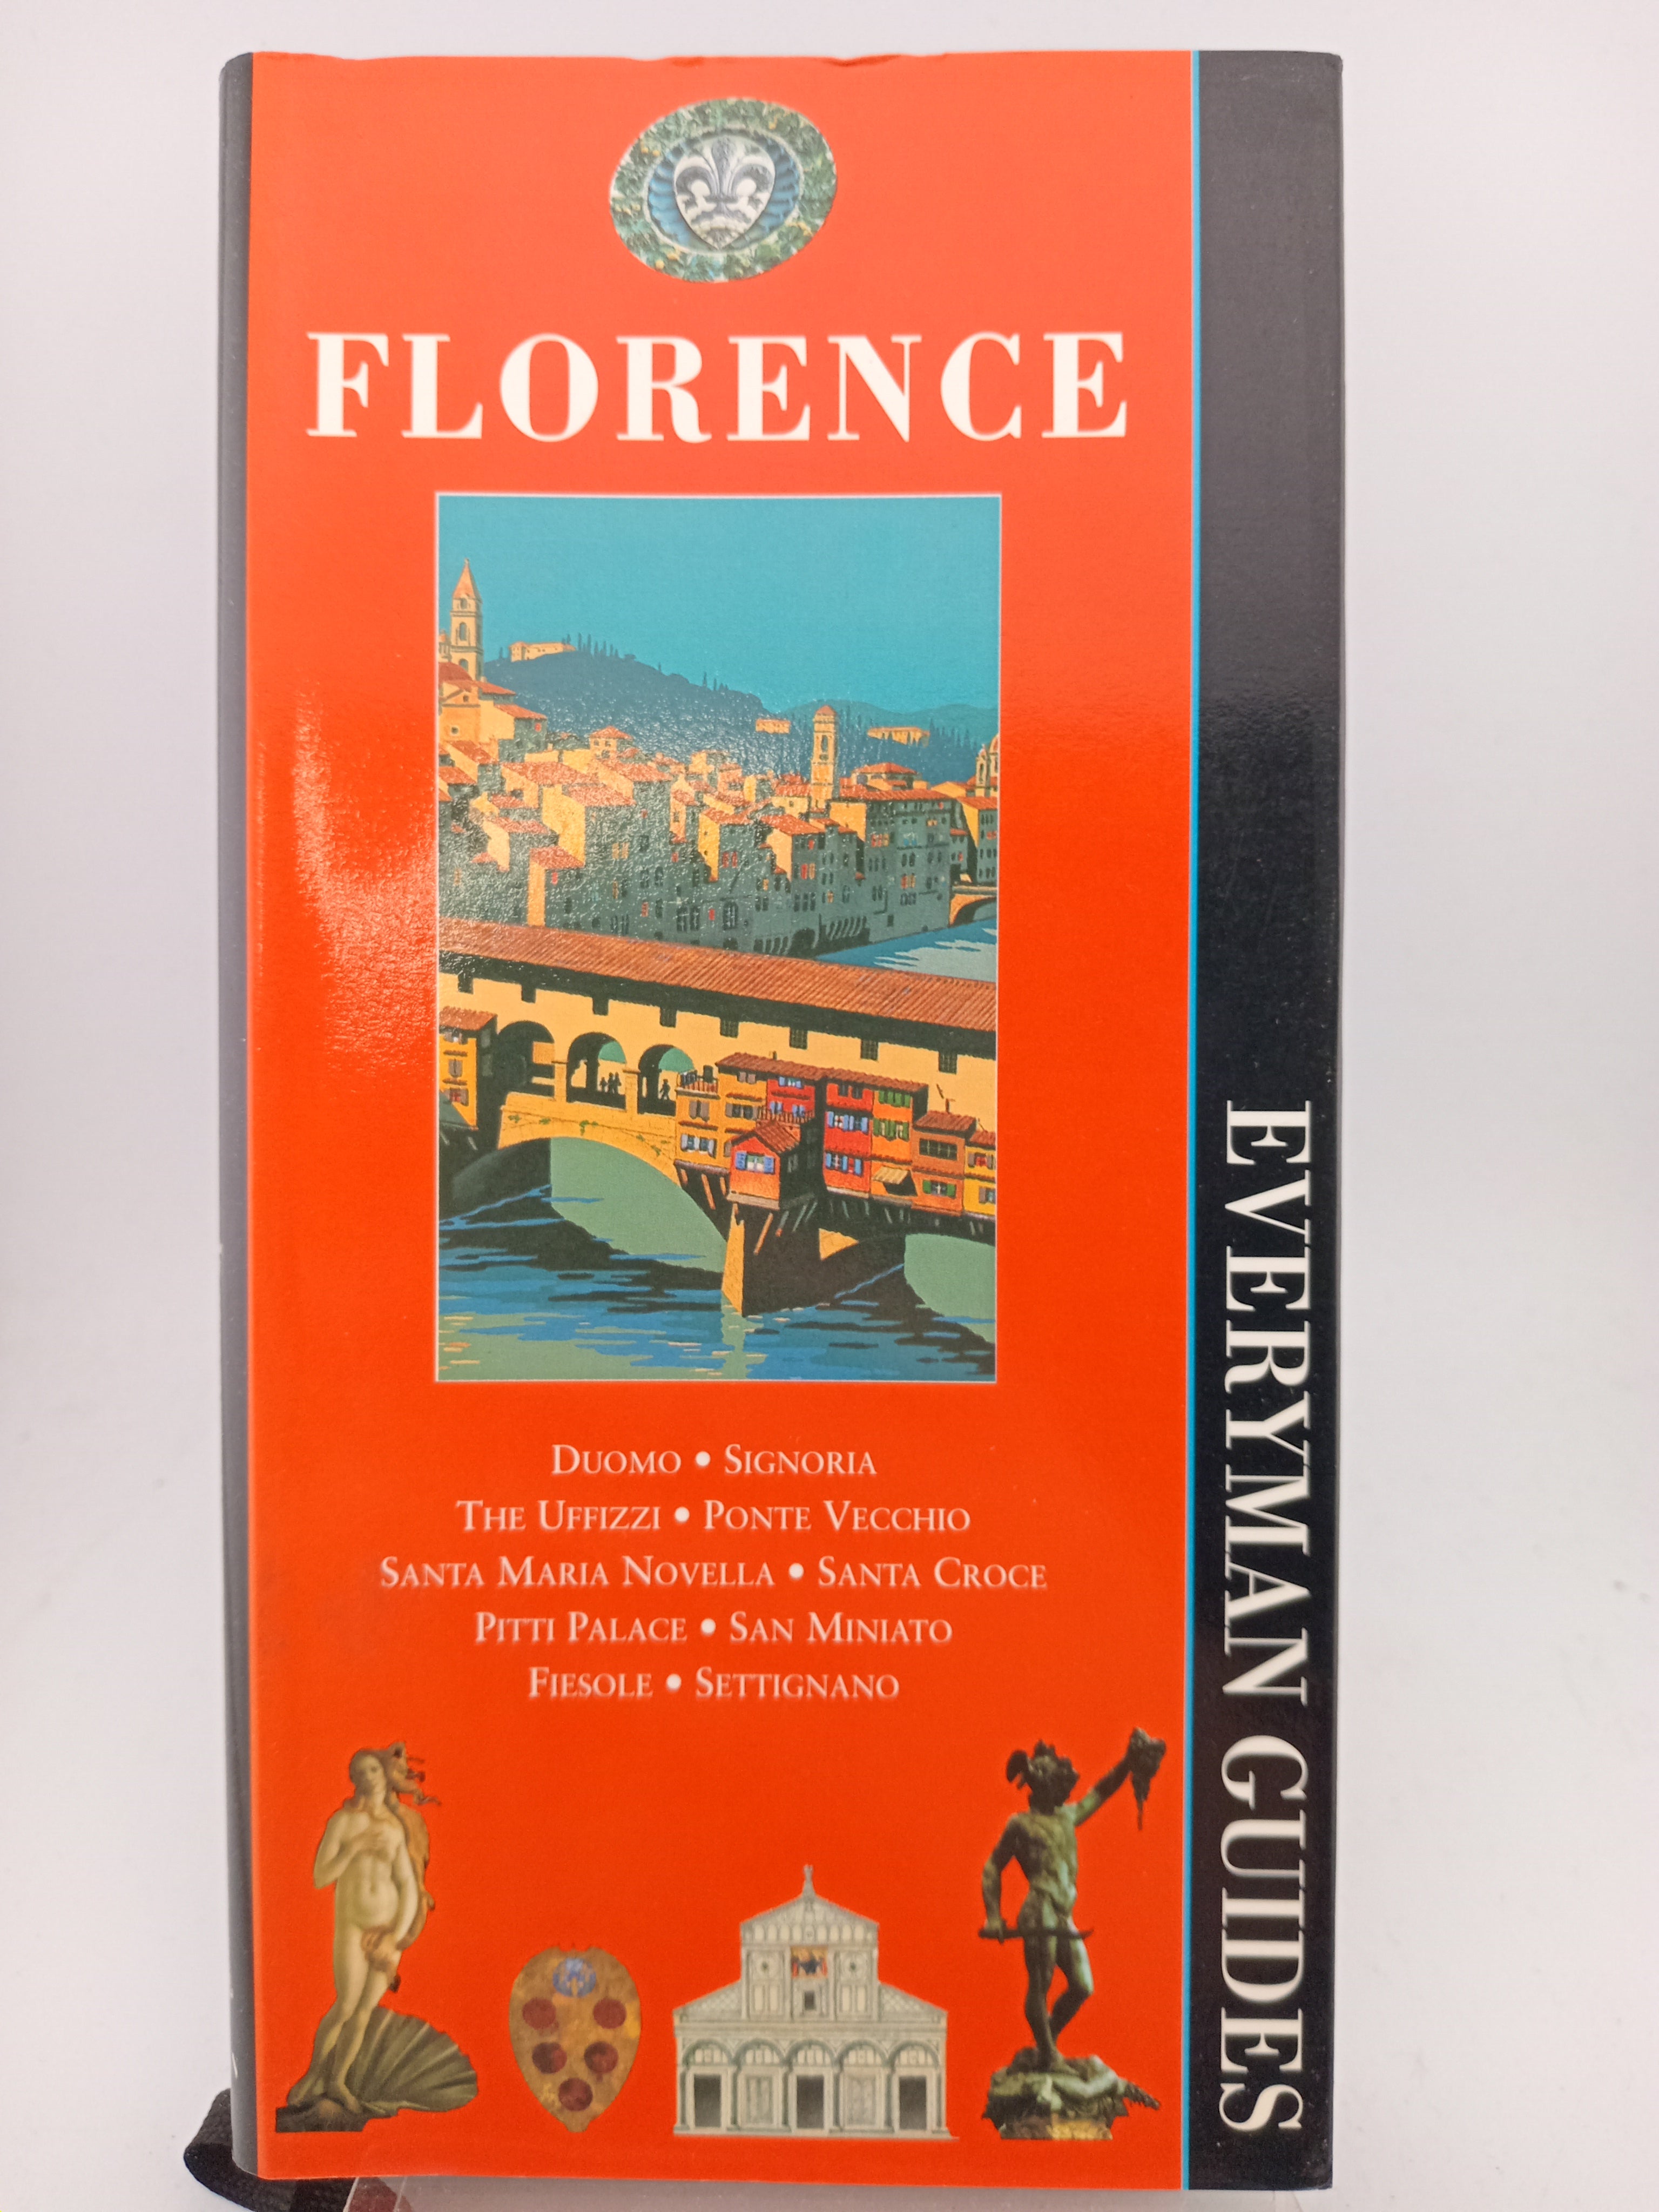 FLORENCE
DUOMO • SIGNORIA
THE UFFIZZI • PONTE VECCHIO
SANTA MARIA NOVELLA • SANTA CROCE
PITTI PALACE • SAN MINIATO
FIESOLE • SETTIGNANO
EVERYMAN GUIDES